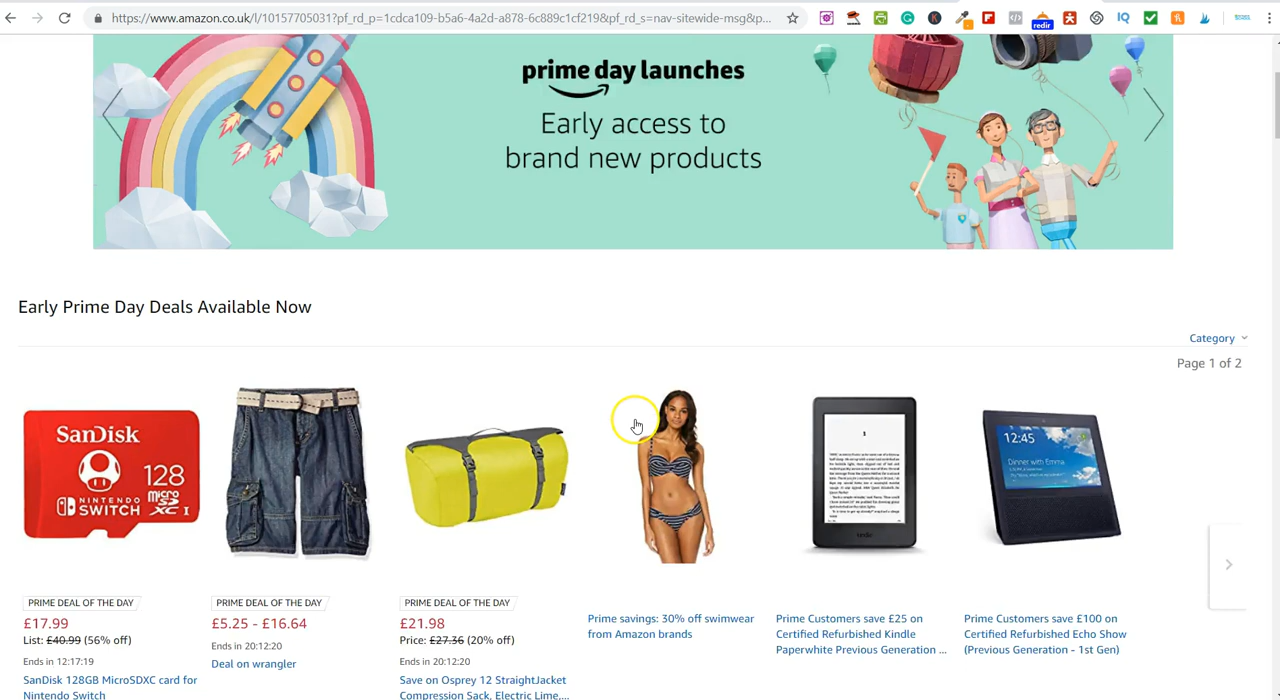 https://www.amazon.co.uk/l/10157705031?pf_rd_p=1cdca109-b5a6-4a2d-a878-6c889c1cf219&pf_rd_s=nav-sitewide-msg&p...
redir
IQ
prime day launches
Early access to
brand new products
Early Prime Day Deals Available Now
Category
Page 1 of 2
SanDisk
128
NINTENDO
SWITCH
micro
XC I
1
kindle
12:45
Dinner with Emma
PRIME DEAL OF THE DAY
£17.99
List: £40.99 (56% off)
Ends in 12:17:19
SanDisk 128GB MicroSDXC card for
Nintendo Switch
PRIME DEAL OF THE DAY
£5.25 - £16.64
Ends in 20:12:20
Deal on wrangler
PRIME DEAL OF THE DAY
£21.98
Price: £27.36 (20% off)
Ends in 20:12:20
Save on Osprey 12 StraightJacket
Compression Sack, Electric Lime,...
Prime savings: 30% off swimwear
from Amazon brands
Prime Customers save £25 on
Certified Refurbished Kindle
Paperwhite Previous Generation ...
Prime Customers save £100 on
Certified Refurbished Echo Show
(Previous Generation - 1st Gen)